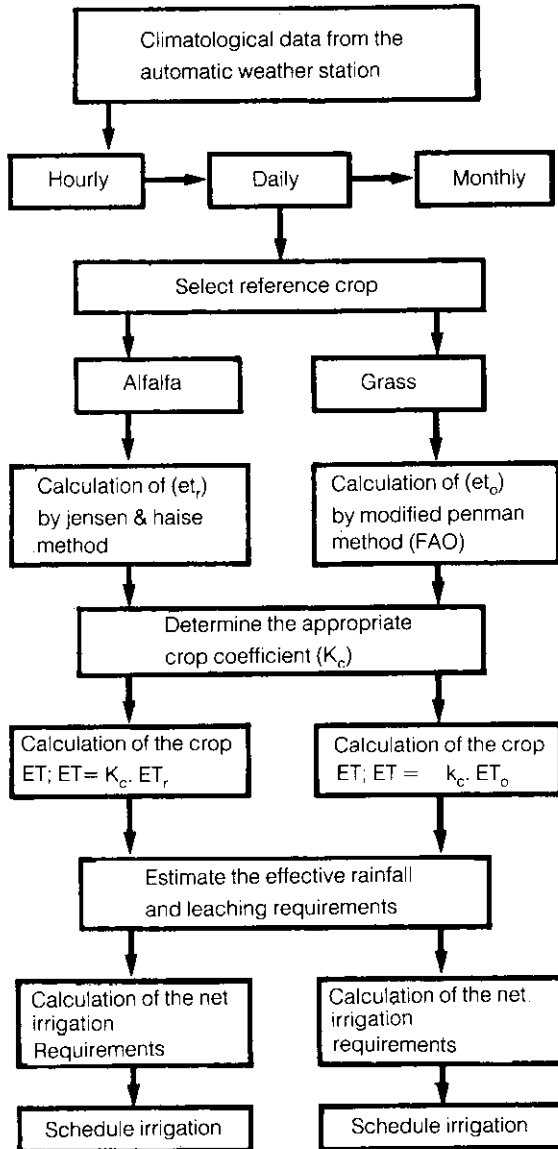 Climatological data from the
automatic weather station
Hourly
Daily
Monthly
Select reference crop
Alfalfa
Grass
Calculation of (et_r)
by jensen & haise
method
Calculation of (et_o)
by modified penman
method (FAO)
Determine the appropriate
crop coefficient (K_c)
Calculation of the crop
ET; ET= K_c. ET_r
Calculation of the crop
ET; ET = k_c. ET_o
Estimate the effective rainfall
and leaching requirements
Calculation of the net
irrigation
Requirements
Calculation of the net
irrigation
requirements
Schedule irrigation
Schedule irrigation